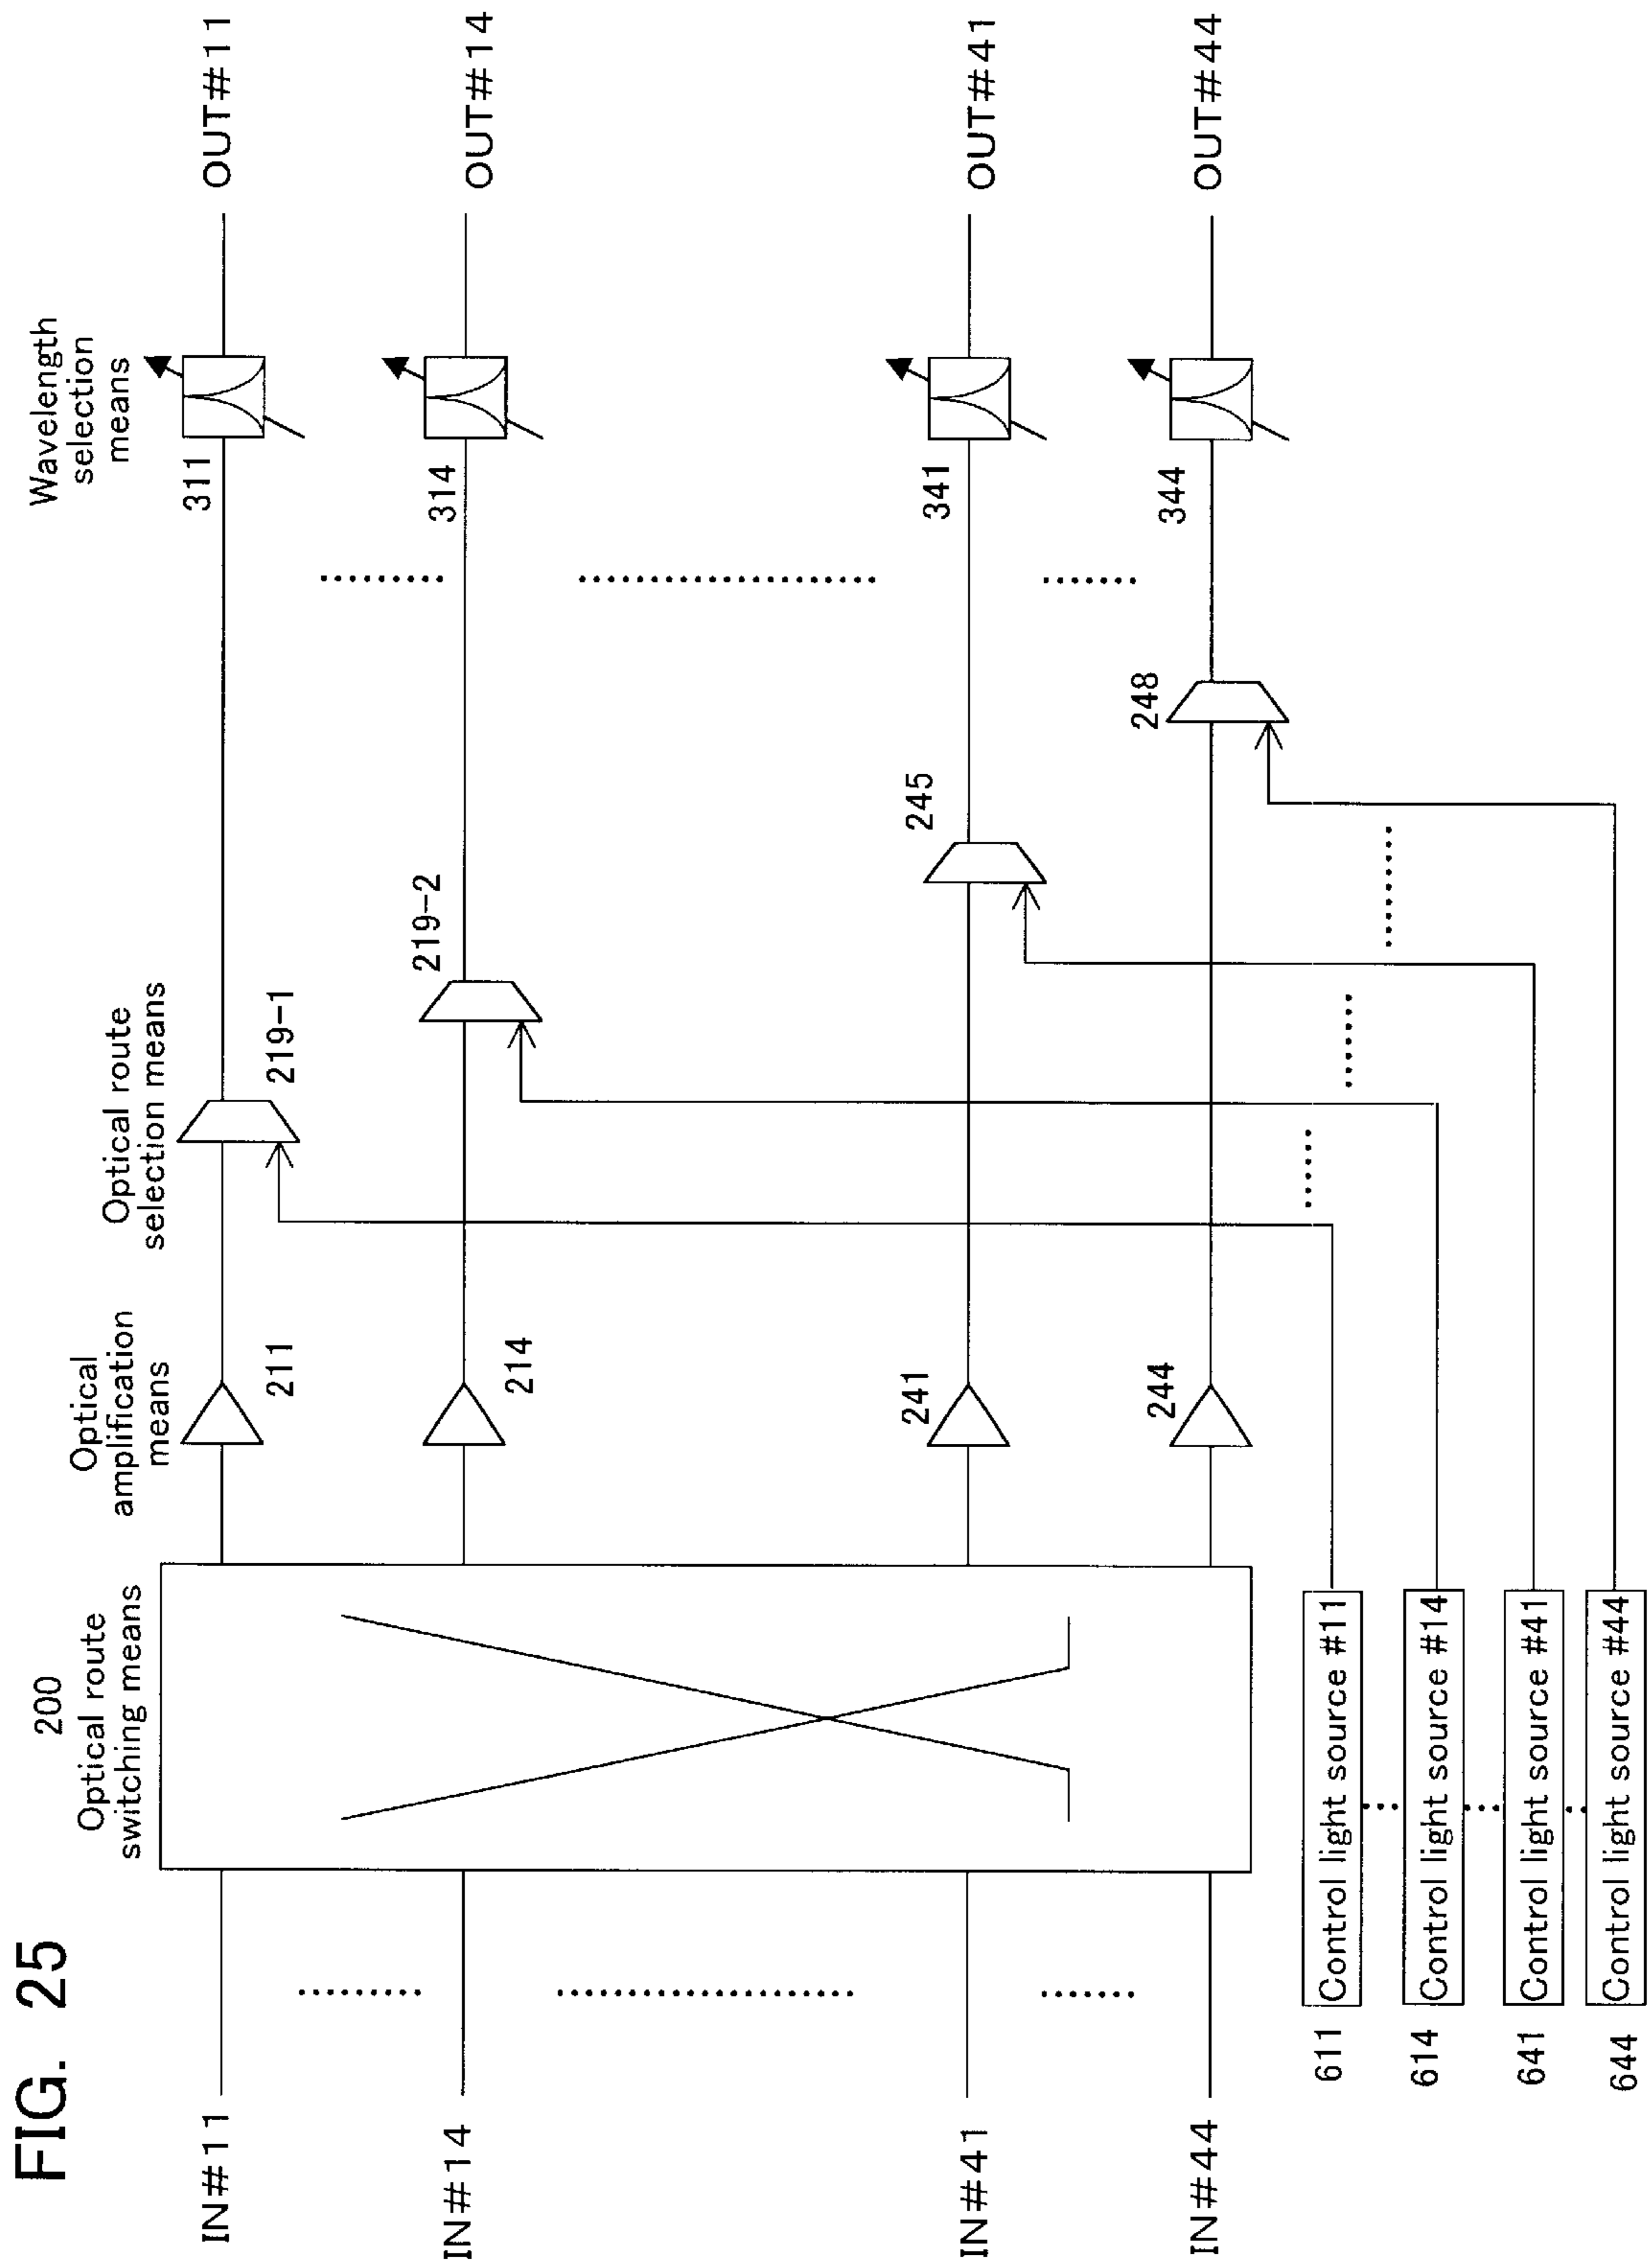 FIG. 25
200
Optical route
switching means
Optical
amplification
means
Optical route
selection means
Wavelength
selection
means
IN#11
211
219-1
311
OUT#11
IN#14
214
219-2
314
OUT#14
IN#41
241
245
341
OUT#41
IN#44
244
248
344
OUT#44
611
Control light source #11
614
Control light source #14
641
Control light source #41
644
Control light source #44